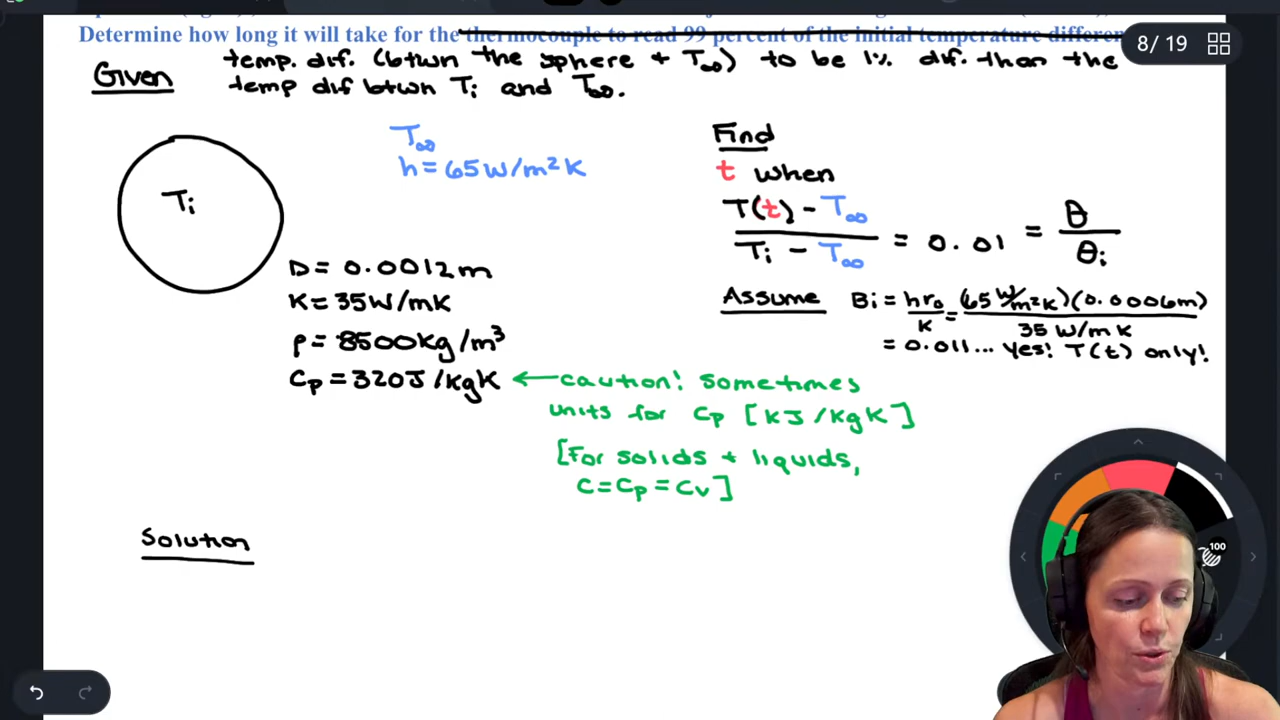 Determine how long it will take for the thermocouple to read 99 percent of the initial temperature differen
8/19
temp. dif. (btwn the sphere + T∞) to be 1% dif. than the
temp dif btwn Ti and T∞.
Given
Ti
T∞
h = 65 W/m²K
D = 0.0012 m
K = 35 W/mK
ρ = 8500 kg/m³
Cp = 320 J/kgK ← caution! Sometimes
units for Cp [KJ/kgK]
[For solids + liquids,
C = Cp = Cv]
Find
t when
T(t) - T∞ / Ti - T∞ = 0.01 = θ / θi
Assume Bi = hro / K = (65 W/m²K)(0.0006m) / 35 W/mK
= 0.011... yes! T(t) only!
Solution
100